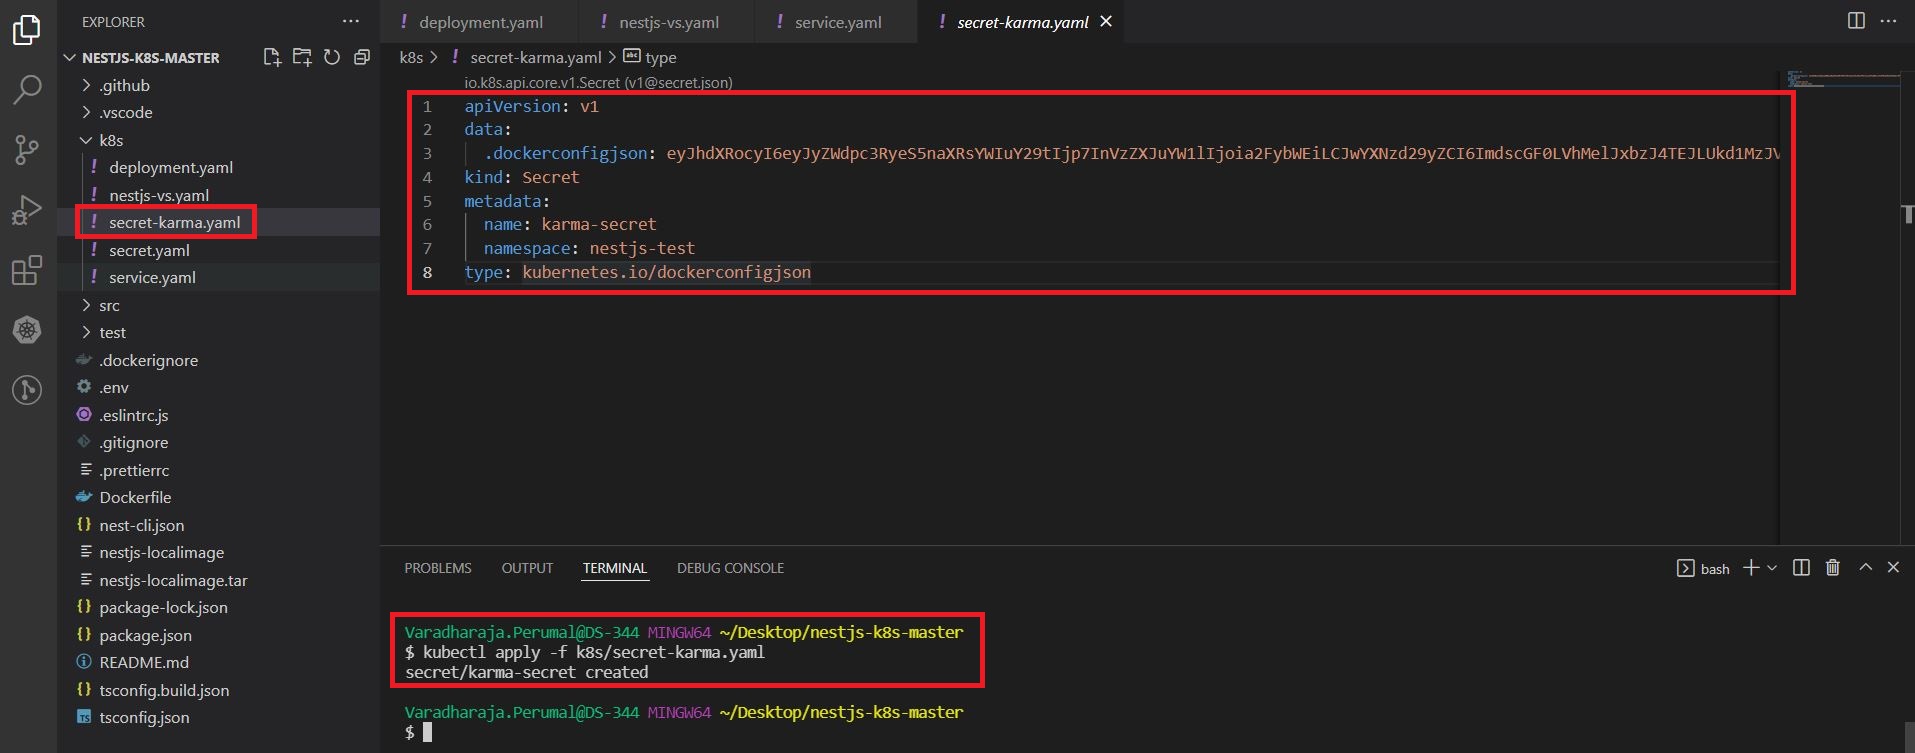 EXPLORER
NESTJS-K8S-MASTER
.github
.vscode
k8s
deployment.yaml
nestjs-vs.yaml
secret-karma.yaml
secret.yaml
service.yaml
src
test
.dockerignore
.env
.eslintrc.js
.gitignore
.prettierrc
Dockerfile
nest-cli.json
nestjs-localimage
nestjs-localimage.tar
package-lock.json
package.json
README.md
tsconfig.build.json
tsconfig.json
deployment.yaml nestjs-vs.yaml service.yaml secret-karma.yaml
k8s > secret-karma.yaml > type
io.k8s.api.core.v1.Secret (v1@secret.json)
1 apiVersion: v1
2 data:
3 .dockerconfigjson:
4 kind: Secret
5 metadata:
6 name: karma-secret
7 namespace: nestjs-test
8 type: kubernetes.io/dockerconfigjson
PROBLEMS OUTPUT TERMINAL DEBUG CONSOLE bash
Varadharaja.Perumal@DS-344 MINGW64 ~/Desktop/nestjs-k8s-master
$ kubectl apply -f k8s/secret-karma.yaml
secret/karma-secret created
Varadharaja.Perumal@DS-344 MINGW64 ~/Desktop/nestjs-k8s-master
$